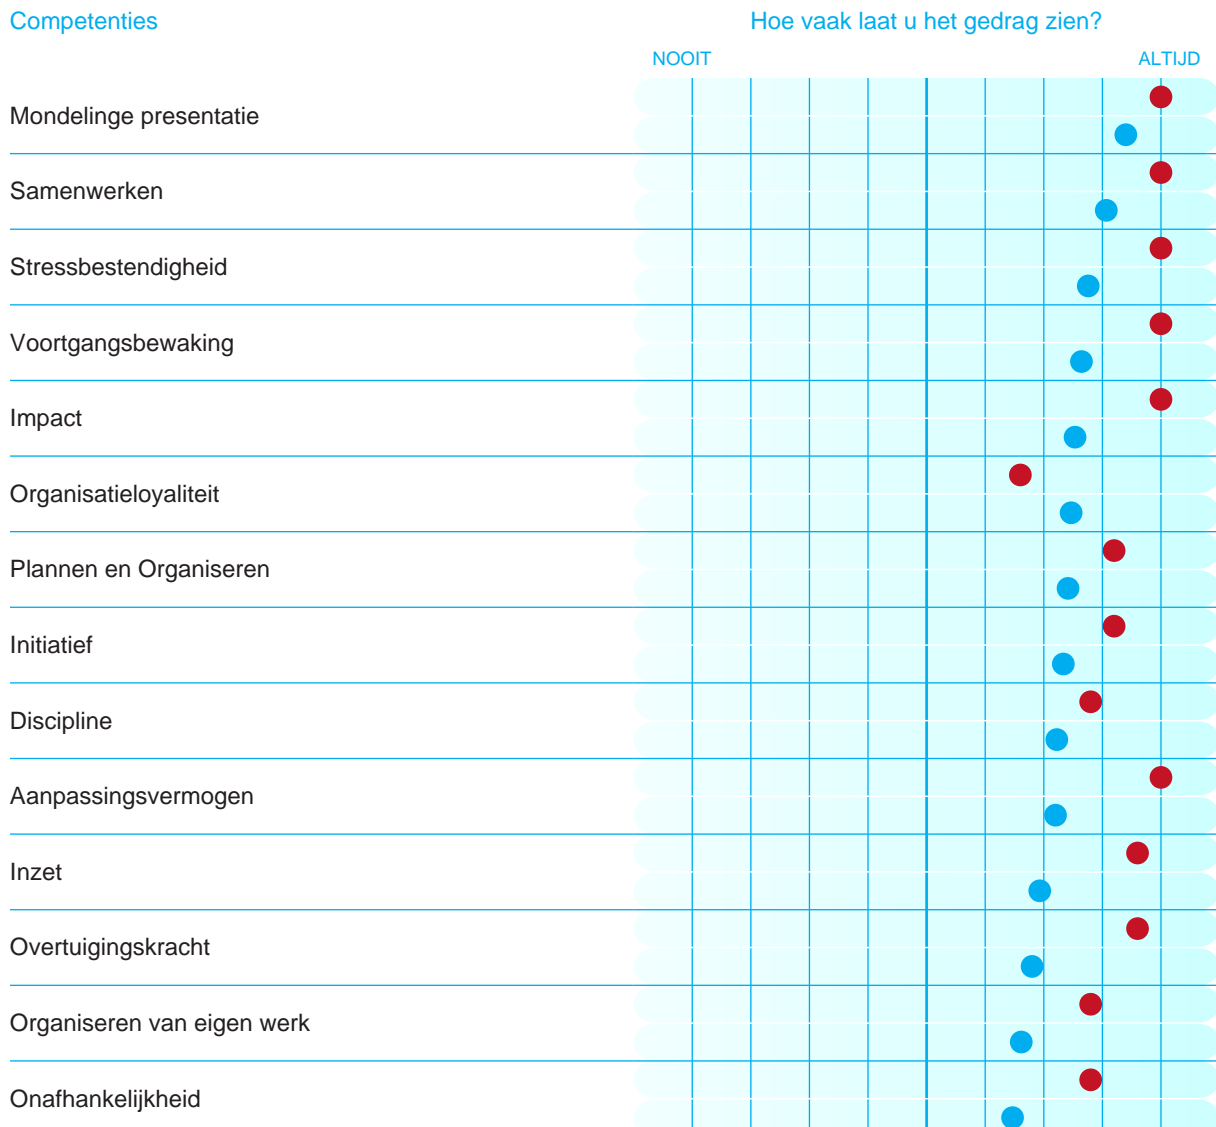 Competenties
Hoe vaak laat u het gedrag zien?
NOOIT
ALTIJD
Mondelinge presentatie
Samenwerken
Stressbestendigheid
Voortgangsbewaking
Impact
Organisatieloyaliteit
Plannen en Organiseren
Initiatief
Discipline
Aanpassingsvermogen
Inzet
Overtuigingskracht
Organiseren van eigen werk
Onafhankelijkheid